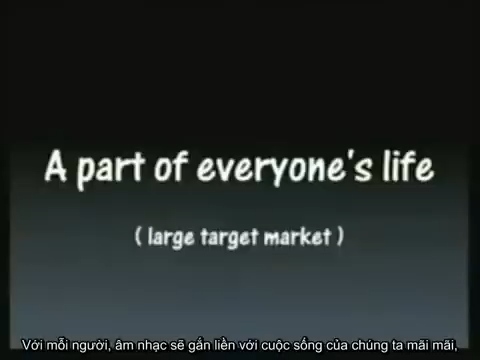 A part of everyone's life
( large target market )
Với mỗi người, âm nhạc sẽ gắn liền với cuộc sống của chúng ta mãi mãi,